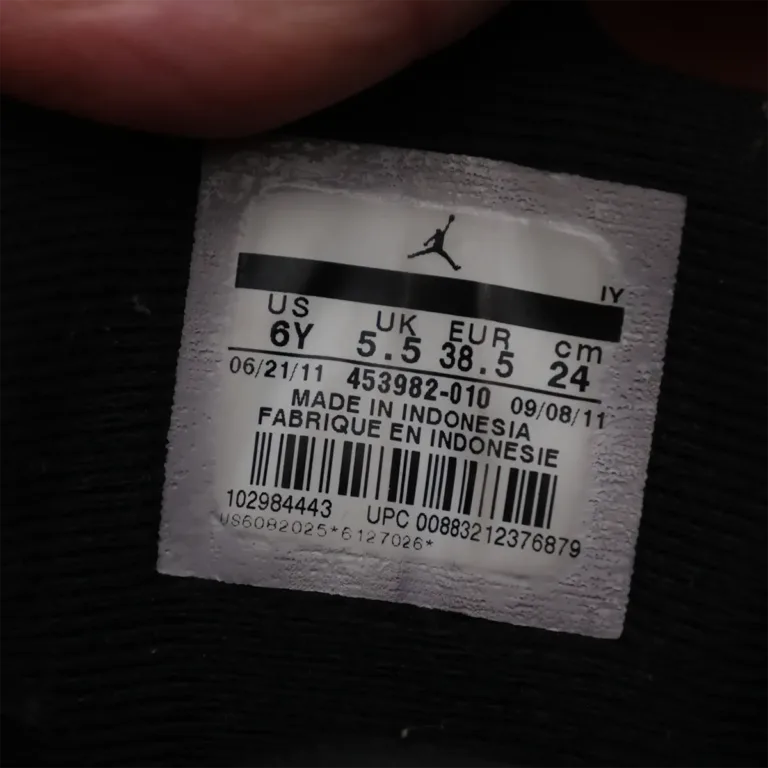 IY
US UK EUR cm
6Y 5.5 38.5 24
06/21/11 453982-010 09/08/11
MADE IN INDONESIA
FABRIQUE EN INDONESIE
102984443 UPC 00883212376879
US6082025*6127026*